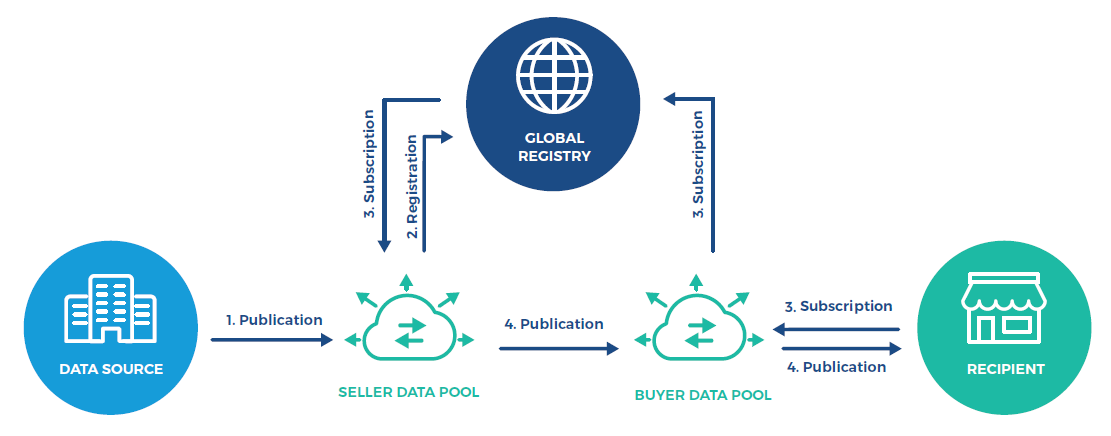 GLOBAL
REGISTRY
3. Subscription
2. Registration
3. Subscription
DATA SOURCE
1. Publication
SELLER DATA POOL
4. Publication
BUYER DATA POOL
3. Subscription
4. Publication
RECIPIENT